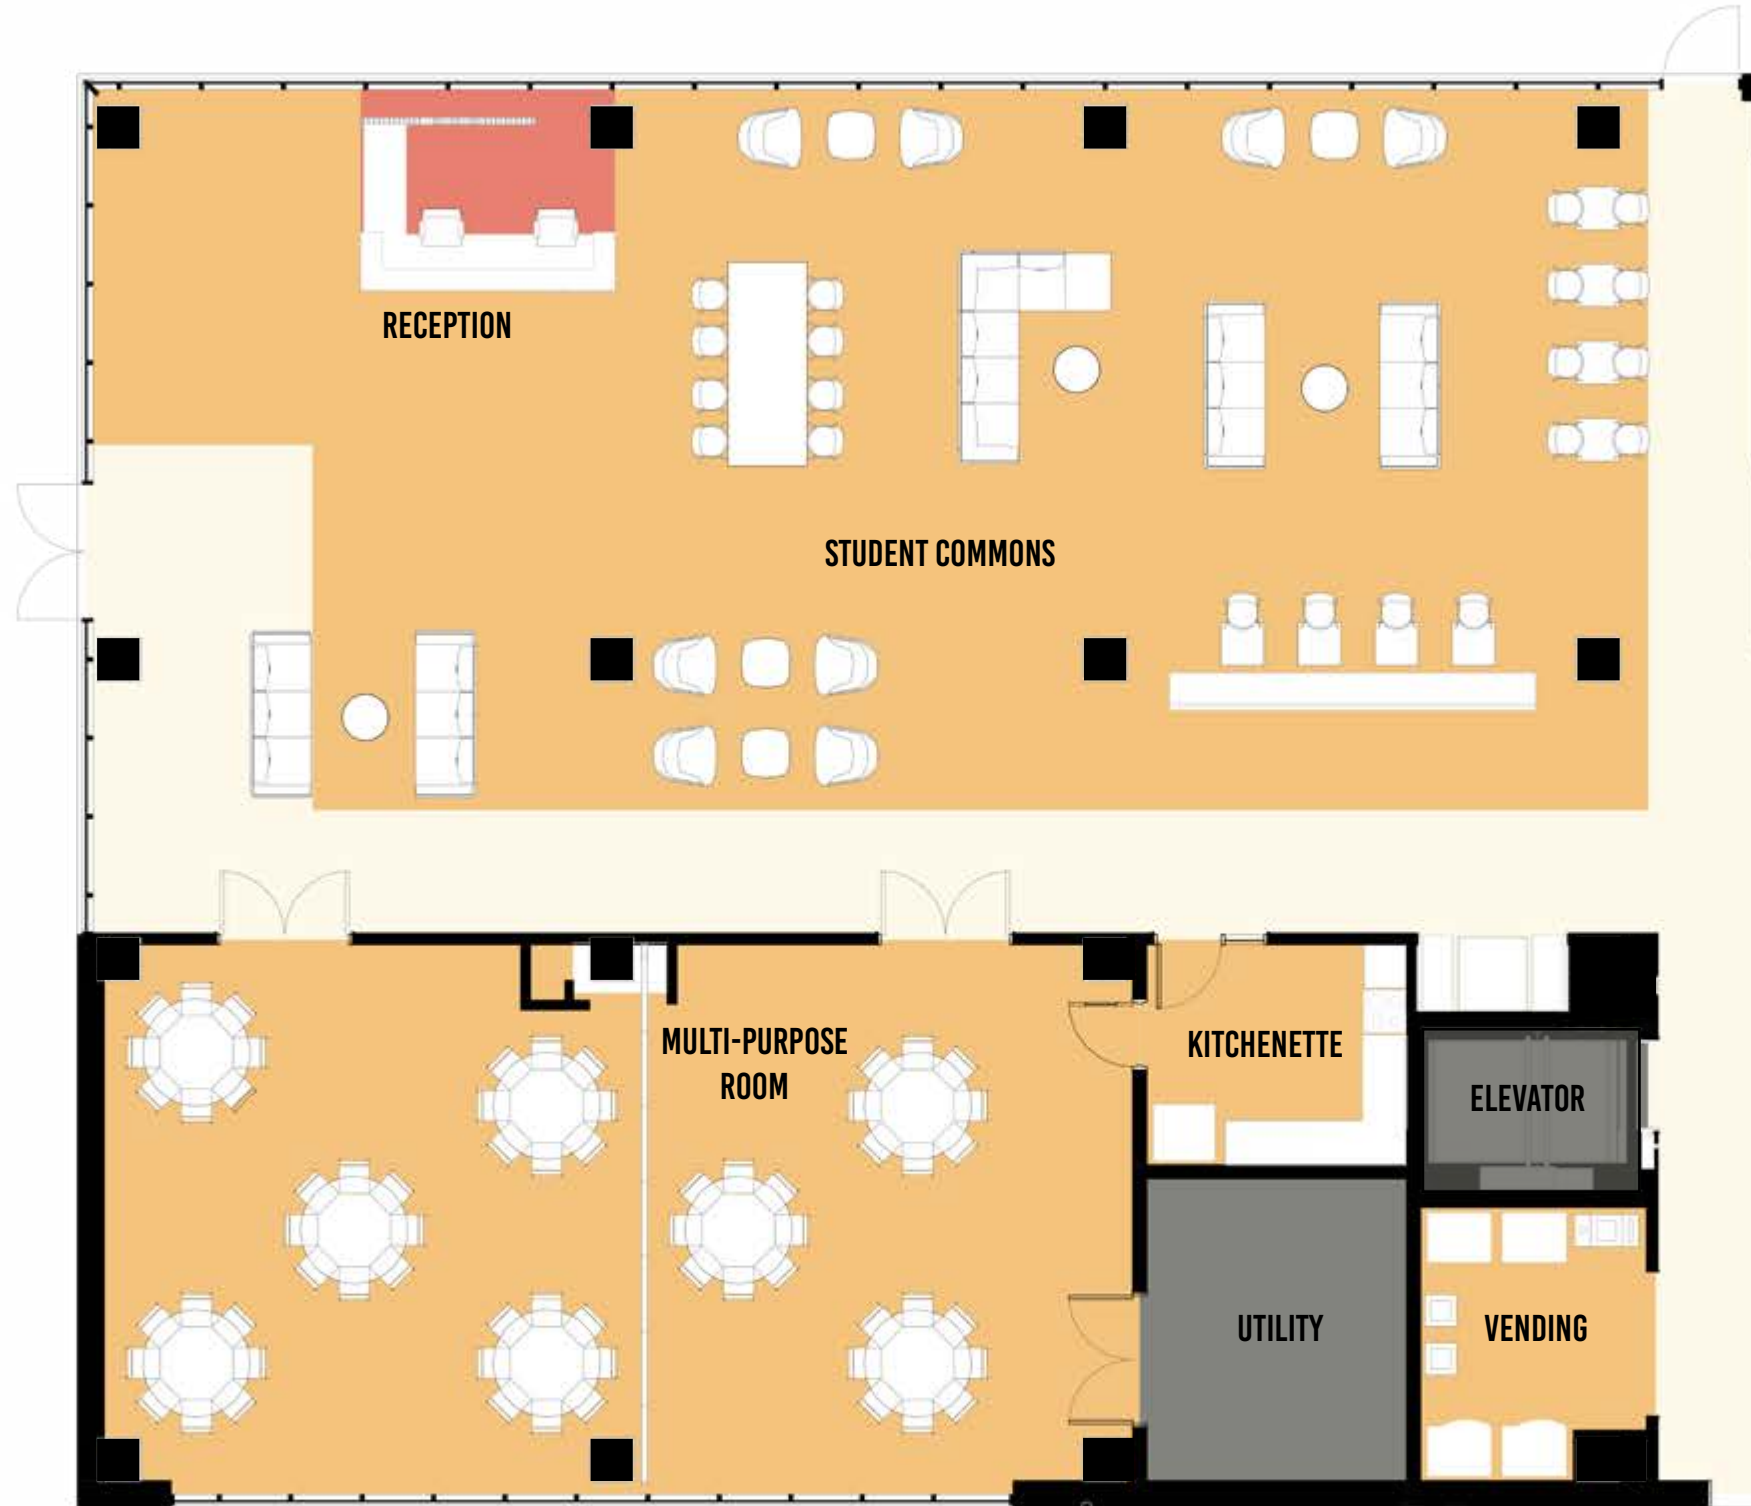 RECEPTION
STUDENT COMMONS
MULTI-PURPOSE
ROOM
KITCHENETTE
ELEVATOR
UTILITY
VENDING